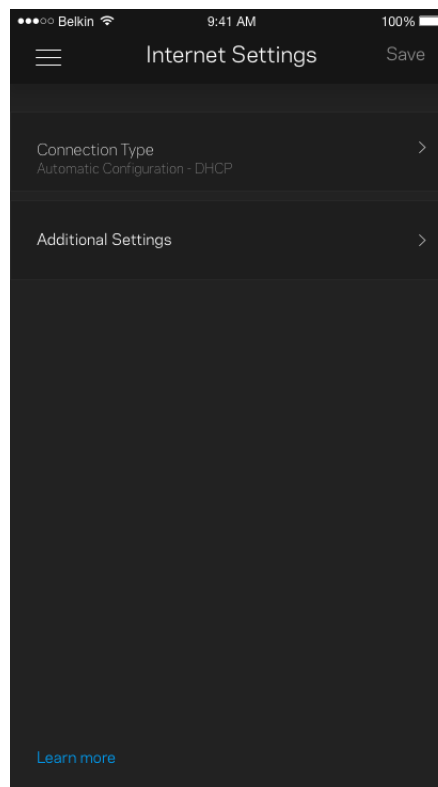 Belkin 9:41 AM 100%
Internet Settings Save
Connection Type
Automatic Configuration - DHCP
Additional Settings
Learn more